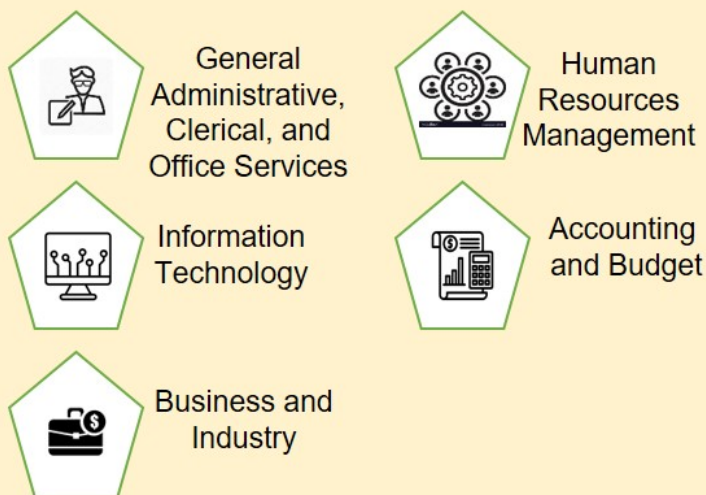 General
Administrative,
Clerical, and
Office Services
Human
Resources
Management
Information
Technology
Accounting
and Budget
Business and
Industry